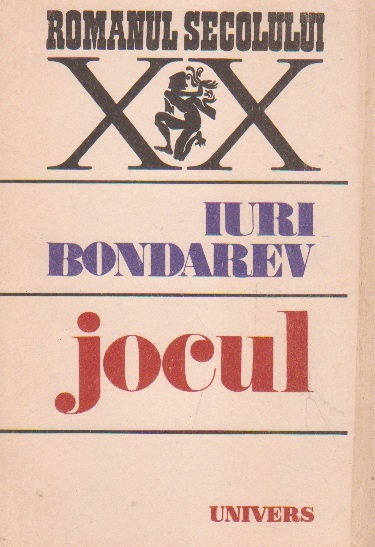 ROMANUL SECOLULUI
XX
IURI
BONDAREV
jocul
UNIVERS